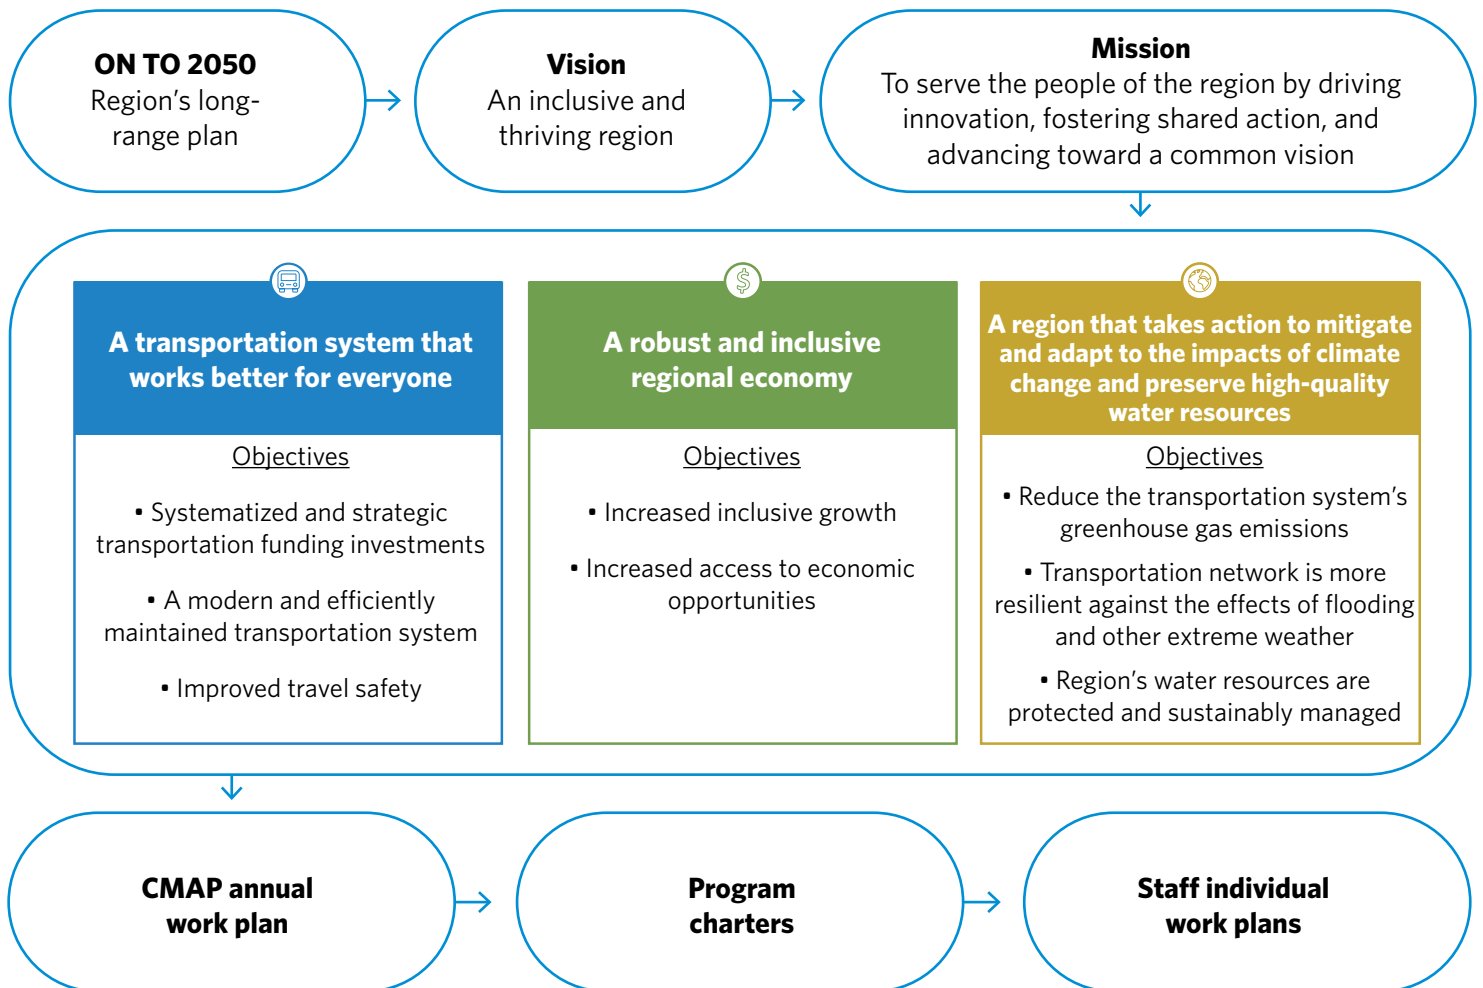 ON TO 2050
Region's long-
range plan
Vision
An inclusive and
thriving region
Mission
To serve the people of the region by driving
innovation, fostering shared action, and
advancing toward a common vision
A transportation system that
works better for everyone
Objectives
• Systematized and strategic
transportation funding investments
• A modern and efficiently
maintained transportation system
• Improved travel safety
A robust and inclusive
regional economy
Objectives
• Increased inclusive growth
• Increased access to economic
opportunities
A region that takes action to mitigate
and adapt to the impacts of climate
change and preserve high-quality
water resources
Objectives
• Reduce the transportation system's
greenhouse gas emissions
• Transportation network is more
resilient against the effects of flooding
and other extreme weather
• Region's water resources are
protected and sustainably managed
CMAP annual
work plan
Program
charters
Staff individual
work plans